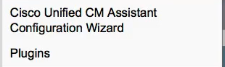 Cisco Unified CM Assistant
Configuration Wizard
Plugins